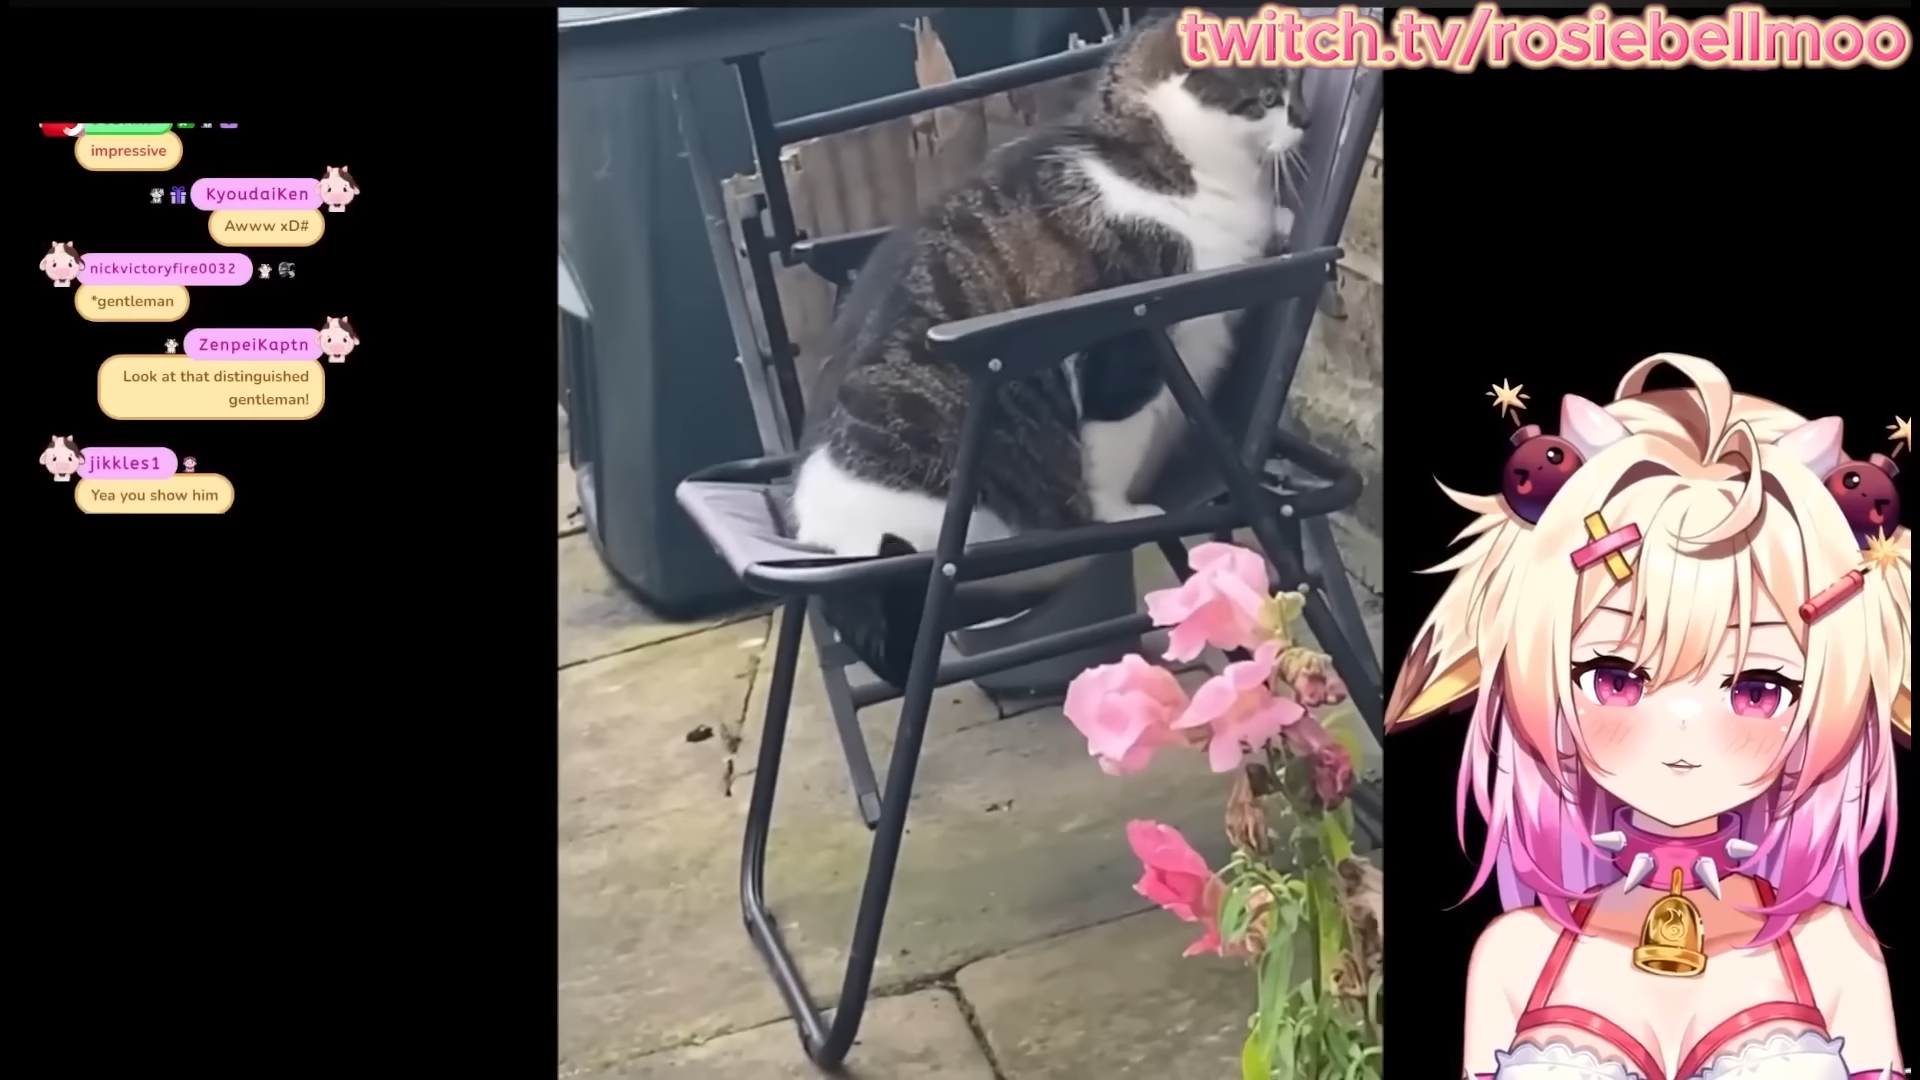 twitch.tv/rosiebellmoo
impressive
KyoudaiKen
Awww xD#
nickvictoryfire0032
*gentleman
ZenpeiKaptn
Look at that distinguished
gentleman!
jikkles1
Yea you show him